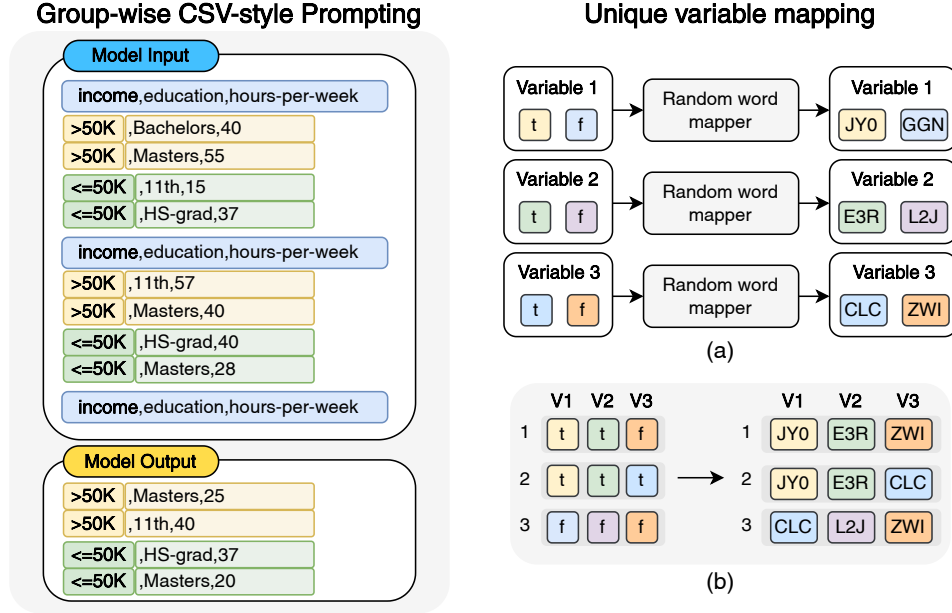 Group-wise CSV-style Prompting
Model Input
income,education,hours-per-week
>50K ,Bachelors,40
>50K ,Masters,55
<=50K ,11th,15
<=50K ,HS-grad,37
income,education,hours-per-week
>50K ,11th,57
>50K ,Masters,40
<=50K ,HS-grad,40
<=50K ,Masters,28
income,education,hours-per-week
Model Output
>50K ,Masters,25
>50K ,11th,40
<=50K ,HS-grad,37
<=50K ,Masters,20
Unique variable mapping
Variable 1
t f
Random word
mapper
Variable 1
JY0 GGN
Variable 2
t f
Random word
mapper
Variable 2
E3R L2J
Variable 3
t f
Random word
mapper
Variable 3
CLC ZWI
(a)
V1 V2 V3
1 t t f
2 t t t
3 f f f
V1 V2 V3
1 JY0 E3R ZWI
2 JY0 E3R CLC
3 CLC L2J ZWI
(b)